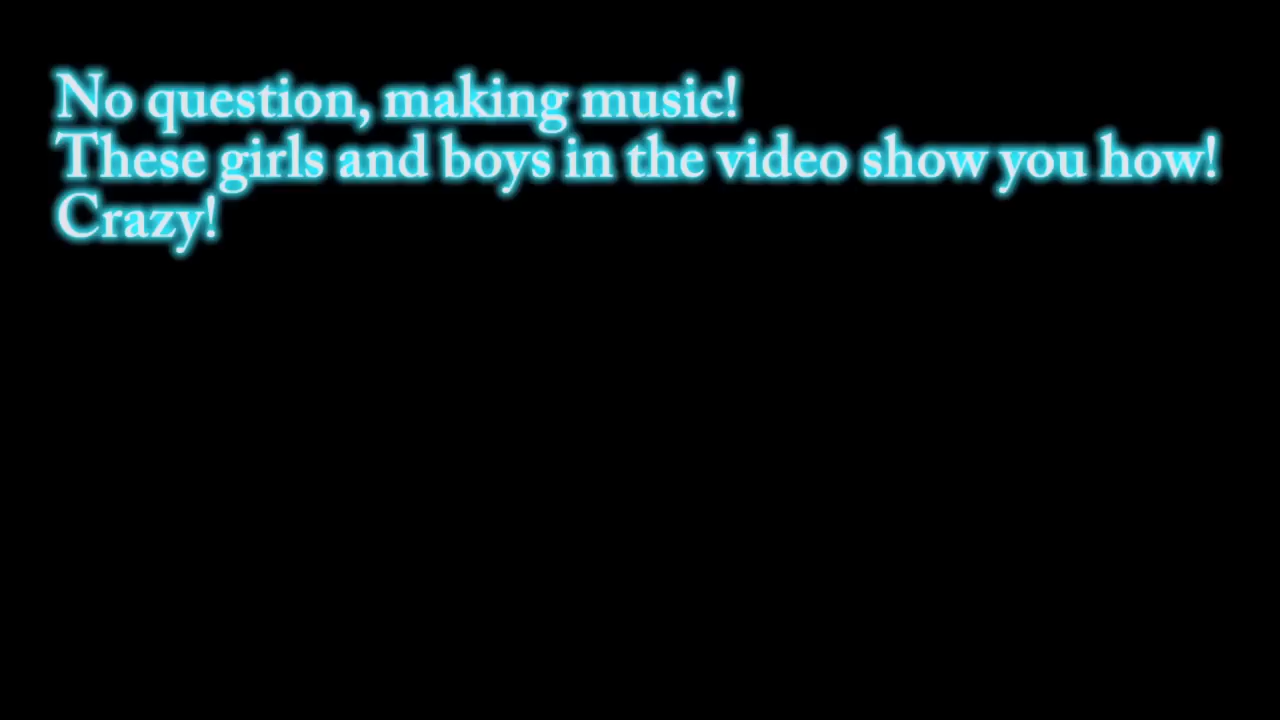 No question, making music!
These girls and boys in the video show you how!
Crazy!